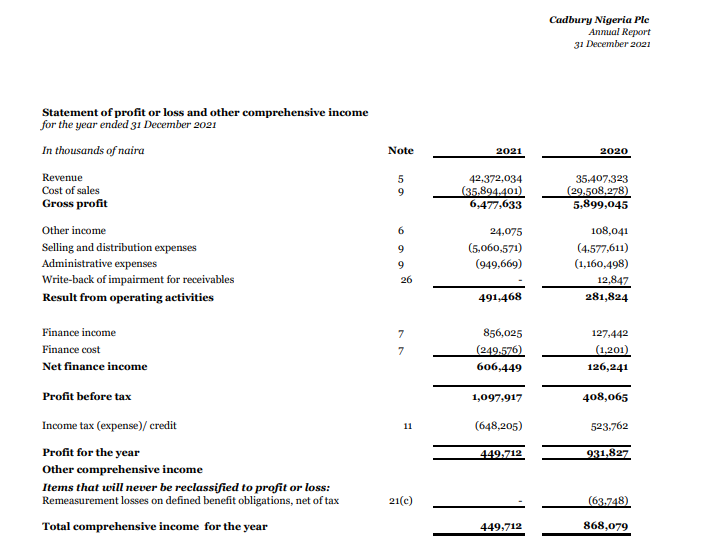 Cadbury Nigeria Plc
Annual Report
31 December 2021
Statement of profit or loss and other comprehensive income
for the year ended 31 December 2021
In thousands of naira Note 2021 2020
Revenue 5 42,372,034 35,407,323
Cost of sales 9 (35,894,401) (29,508,278)
Gross profit 6,477,633 5,899,045
Other income 6 24,075 108,041
Selling and distribution expenses 9 (5,060,571) (4,577,611)
Administrative expenses 9 (949,669) (1,160,498)
Write-back of impairment for receivables 26 - 12,847
Result from operating activities 491,468 281,824
Finance income 7 856,025 127,442
Finance cost 7 (249,576) (1,201)
Net finance income 606,449 126,241
Profit before tax 1,097,917 408,065
Income tax (expense)/ credit 11 (648,205) 523,762
Profit for the year 449,712 931,827
Other comprehensive income
Items that will never be reclassified to profit or loss:
Remeasurement losses on defined benefit obligations, net of tax 21(c) - (63,748)
Total comprehensive income for the year 449,712 868,079